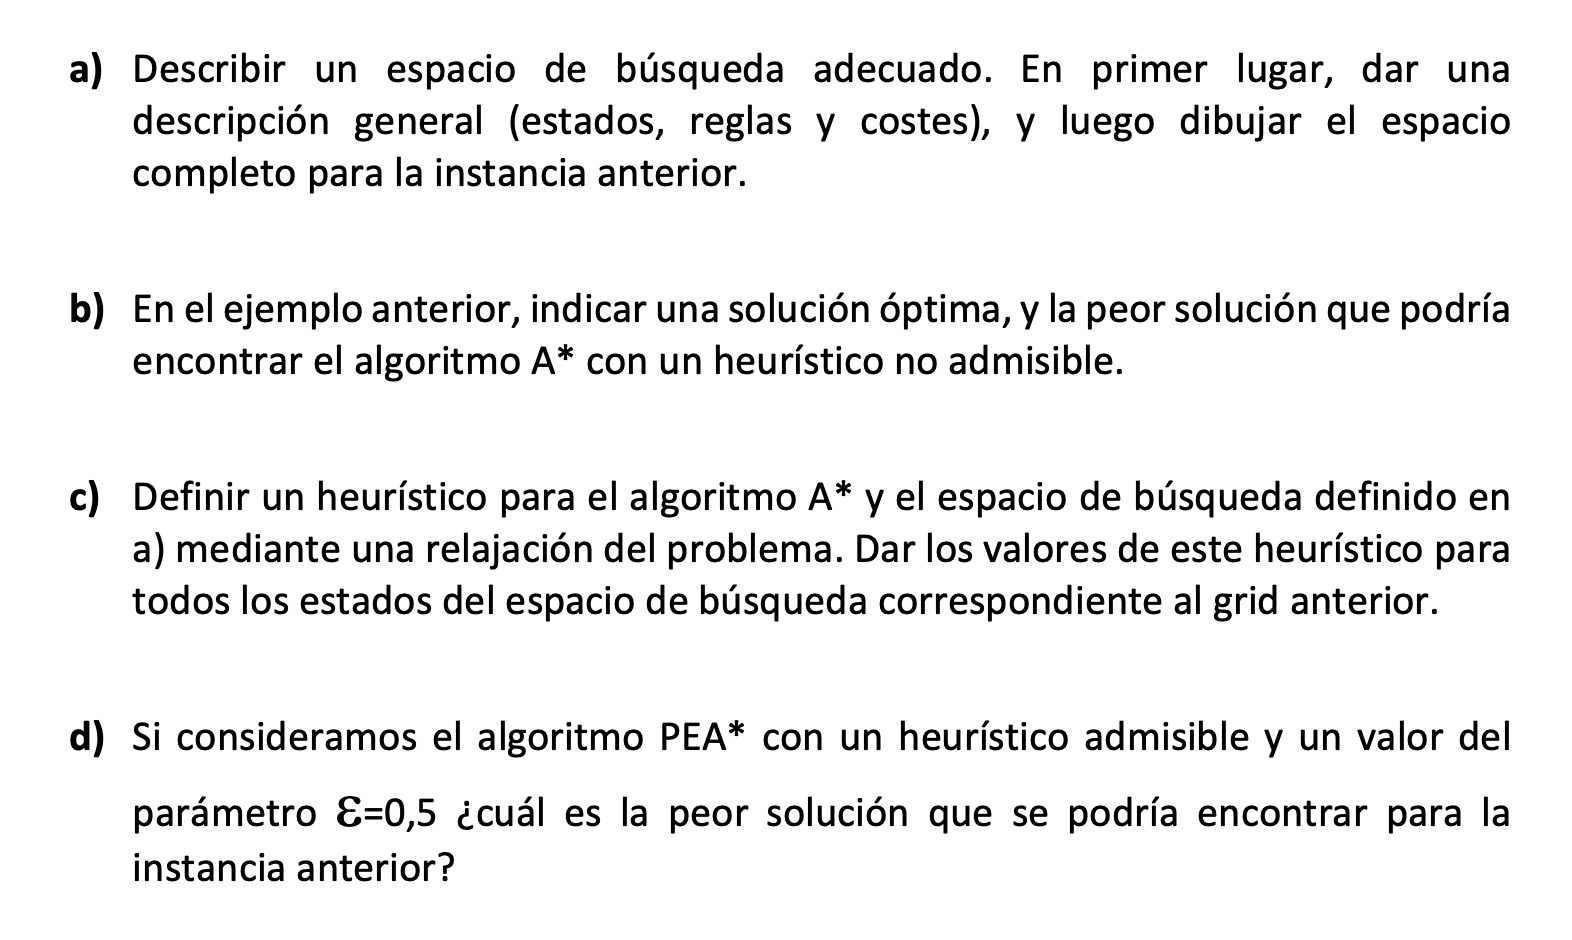 a) Describir un espacio de búsqueda adecuado. En primer lugar, dar una
descripción general (estados, reglas y costes), y luego dibujar el espacio
completo para la instancia anterior.
b) En el ejemplo anterior, indicar una solución óptima, y la peor solución que podría
encontrar el algoritmo A* con un heurístico no admisible.
c) Definir un heurístico para el algoritmo A* y el espacio de búsqueda definido en
a) mediante una relajación del problema. Dar los valores de este heurístico para
todos los estados del espacio de búsqueda correspondiente al grid anterior.
d) Si consideramos el algoritmo PEA* con un heurístico admisible y un valor del
parámetro Ɛ=0,5 ¿cuál es la peor solución que se podría encontrar para la
instancia anterior?